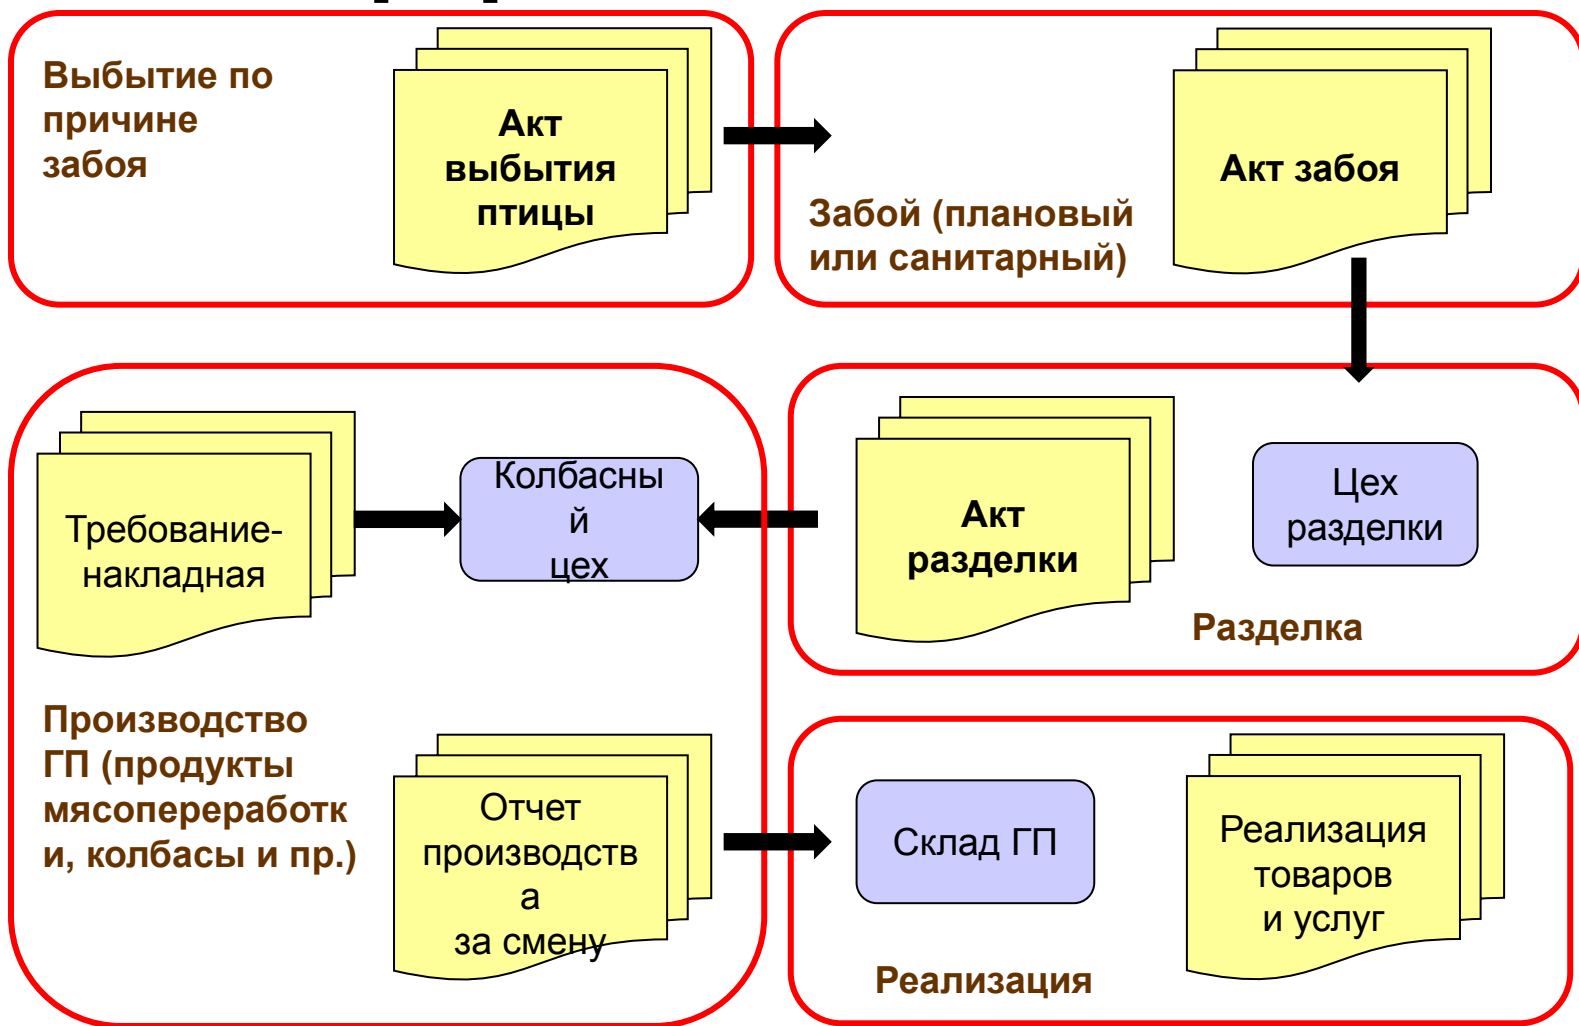 Выбытие по
причине
забоя
Акт
выбытия
птицы
Забой (плановый
или санитарный)
Акт забоя
Требование-
накладная
Колбасны
й
цех
Акт
разделки
Цех
разделки
Разделка
Производство
ГП (продукты
мясопереработк
и, колбасы и пр.)
Отчет
производств
а
за смену
Склад ГП
Реализация
товаров
и услуг
Реализация